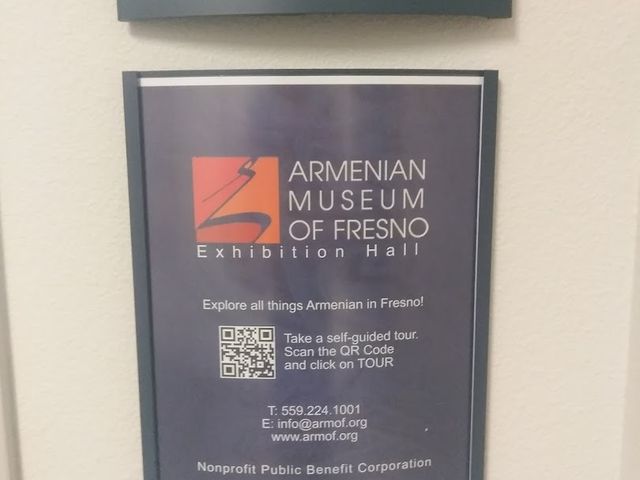 ARMENIAN
MUSEUM
OF FRESNO
Exhibition Hall
Explore all things Armenian in Fresno!
Take a self-guided tour.
Scan the QR Code
and click on TOUR
T: 559.224.1001
E: info@armof.org
www.armof.org
Nonprofit Public Benefit Corporation